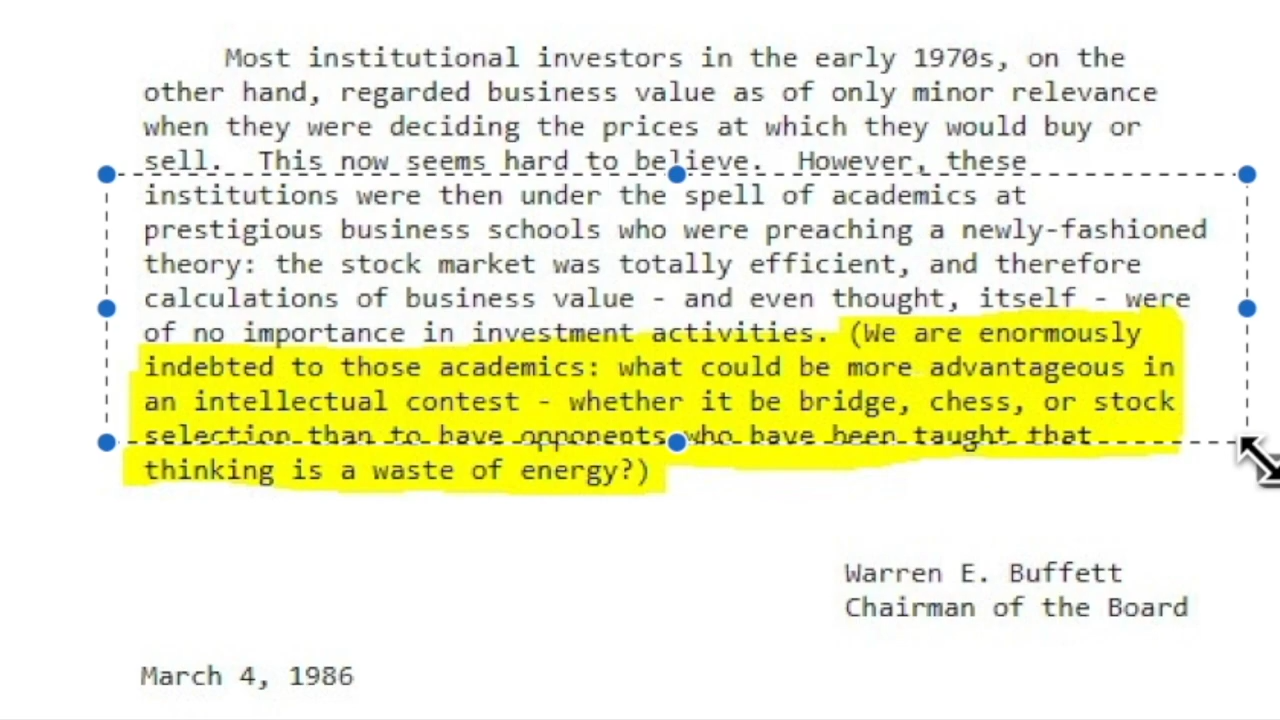 Most institutional investors in the early 1970s, on the
other hand, regarded business value as of only minor relevance
when they were deciding the prices at which they would buy or
sell.  This now seems hard to believe.  However, these
institutions were then under the spell of academics at
prestigious business schools who were preaching a newly-fashioned
theory: the stock market was totally efficient, and therefore
calculations of business value - and even thought, itself - were
of no importance in investment activities. (We are enormously
indebted to those academics: what could be more advantageous in
an intellectual contest - whether it be bridge, chess, or stock
selection than to have opponents who have been taught that
thinking is a waste of energy?)
Warren E. Buffett
Chairman of the Board
March 4, 1986